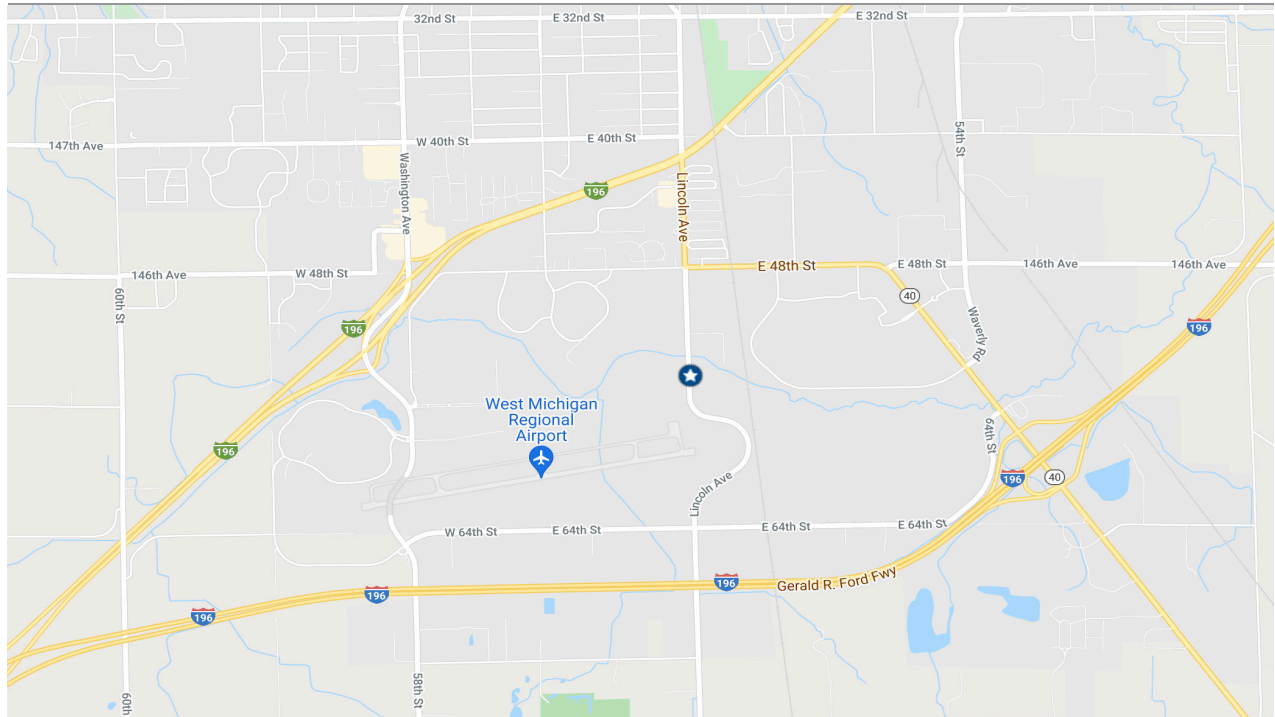 32nd St
E 32nd St
E 32nd St
147th Ave
W 40th St
E 40th St
54th St
Washington Ave
196
Lincoln Ave
146th Ave
W 48th St
E 48th St
E 48th St
146th Ave
146th Ave
60th St
40
196
196
Waverly Rd
West Michigan
Regional
Airport
64th St
196
196
40
Lincoln Ave
W 64th St
E 64th St
E 64th St
E 64th St
196
196
Gerald R. Ford Fwy
196
58th St
60th